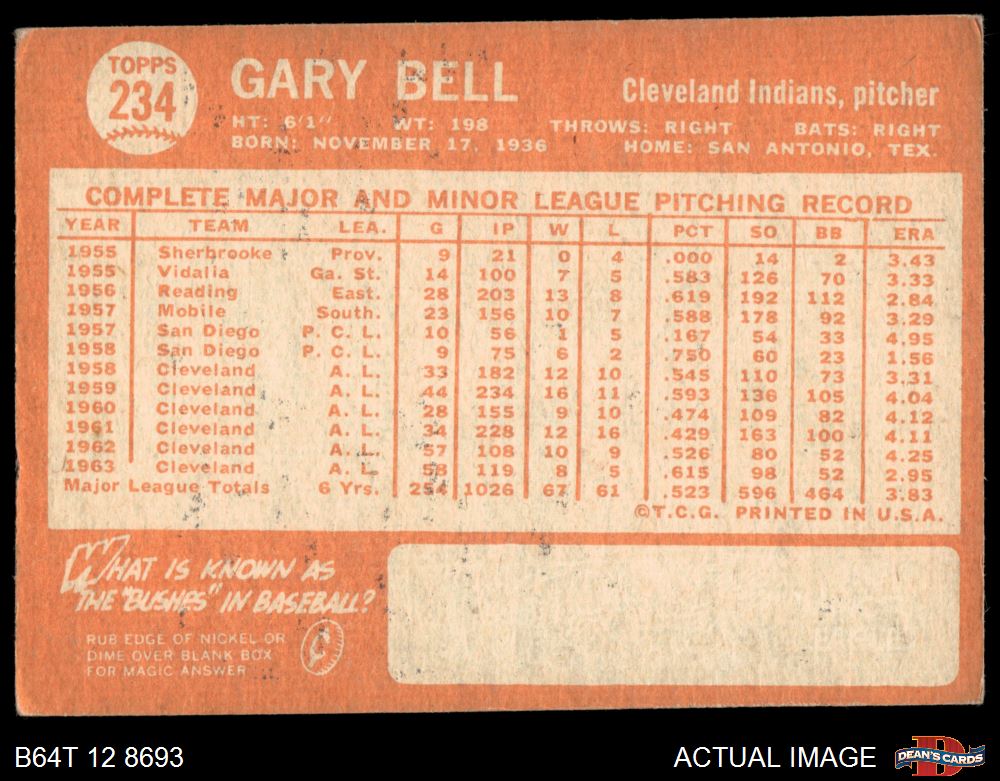 TOPPS
234
GARY BELL
Cleveland Indians, pitcher
HT: 6'1" WT: 198 THROWS: RIGHT BATS: RIGHT
BORN: NOVEMBER 17, 1936 HOME: SAN ANTONIO, TEX.
COMPLETE MAJOR AND MINOR LEAGUE PITCHING RECORD
YEAR TEAM LEA. G IP W L PCT SO BB ERA
1955 Sherbrooke Prov. 9 21 0 4 .000 14 2 3.43
1955 Vidalia Ga. St. 14 100 7 5 .583 126 70 3.33
1956 Reading East. 28 203 13 8 .619 192 112 2.84
1957 Mobile South. 23 156 10 7 .588 178 92 3.29
1957 San Diego P. C. L. 10 56 1 5 .167 54 33 4.95
1958 San Diego P. C. L. 9 75 6 2 .750 60 23 1.56
1958 Cleveland A. L. 33 182 12 10 .545 110 73 3.31
1959 Cleveland A. L. 44 234 16 11 .593 136 105 4.04
1960 Cleveland A. L. 28 155 9 10 .474 109 82 4.12
1961 Cleveland A. L. 34 228 12 16 .429 163 100 4.11
1962 Cleveland A. L. 57 108 10 9 .526 80 52 4.25
1963 Cleveland A. L. 58 119 8 5 .615 98 52 2.95
Major League Totals 6 Yrs. 254 1026 67 61 .523 596 464 3.83
©T.C.G. PRINTED IN U.S.A.
WHAT IS KNOWN AS
THE "BUSHES" IN BASEBALL?
RUB EDGE OF NICKEL OR
DIME OVER BLANK BOX
FOR MAGIC ANSWER
B64T 12 8693
ACTUAL IMAGE
DEAN'S CARDS